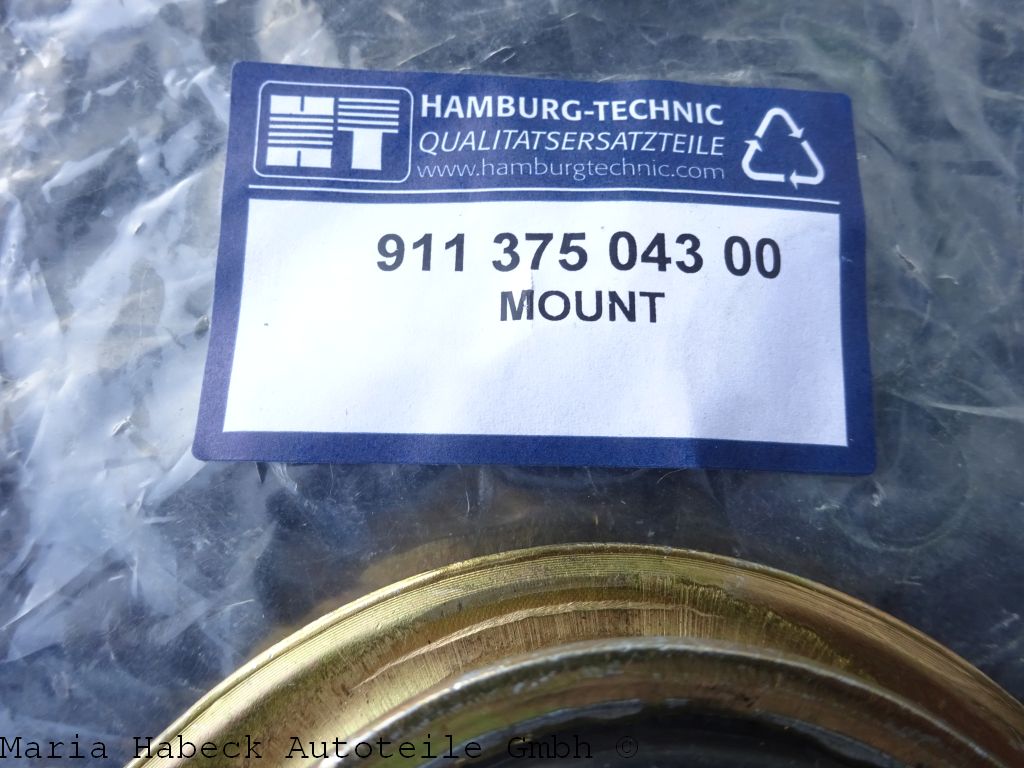 HT
HAMBURG-TECHNIC
QUALITATSERSATZTEILE
www.hamburgtechnic.com
911 375 043 00
MOUNT
Maria Habeck Autoteile Gmbh ©